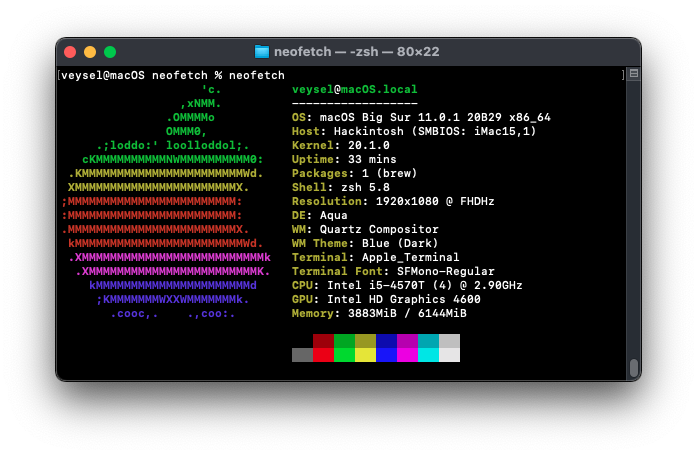 neofetch — -zsh — 80×22
[veysel@macOS neofetch % neofetch ]
'c. veysel@macOS.local
,xNMM. ------------------
.OMMMMo OS: macOS Big Sur 11.0.1 20B29 x86_64
OMMM0, Host: Hackintosh (SMBIOS: iMac15,1)
.;loddo:' loolloddol;. Kernel: 20.1.0
cKMMMMMMMMMMNWMMMMMMMMMM0: Uptime: 33 mins
.KMMMMMMMMMMMMMMMMMMMMMMMWd. Packages: 1 (brew)
XMMMMMMMMMMMMMMMMMMMMMMMX. Shell: zsh 5.8
;MMMMMMMMMMMMMMMMMMMMMMMM: Resolution: 1920x1080 @ FHDHz
:MMMMMMMMMMMMMMMMMMMMMMMM: DE: Aqua
.MMMMMMMMMMMMMMMMMMMMMMMMX. WM: Quartz Compositor
kMMMMMMMMMMMMMMMMMMMMMMMMWd. WM Theme: Blue (Dark)
.XMMMMMMMMMMMMMMMMMMMMMMMMMMk Terminal: Apple_Terminal
.XMMMMMMMMMMMMMMMMMMMMMMMMK. Terminal Font: SFMono-Regular
kMMMMMMMMMMMMMMMMMMMMMMd CPU: Intel i5-4570T (4) @ 2.90GHz
;KMMMMMMMWXXWMMMMMMMk. GPU: Intel HD Graphics 4600
.cooc,. .,coo:. Memory: 3883MiB / 6144MiB